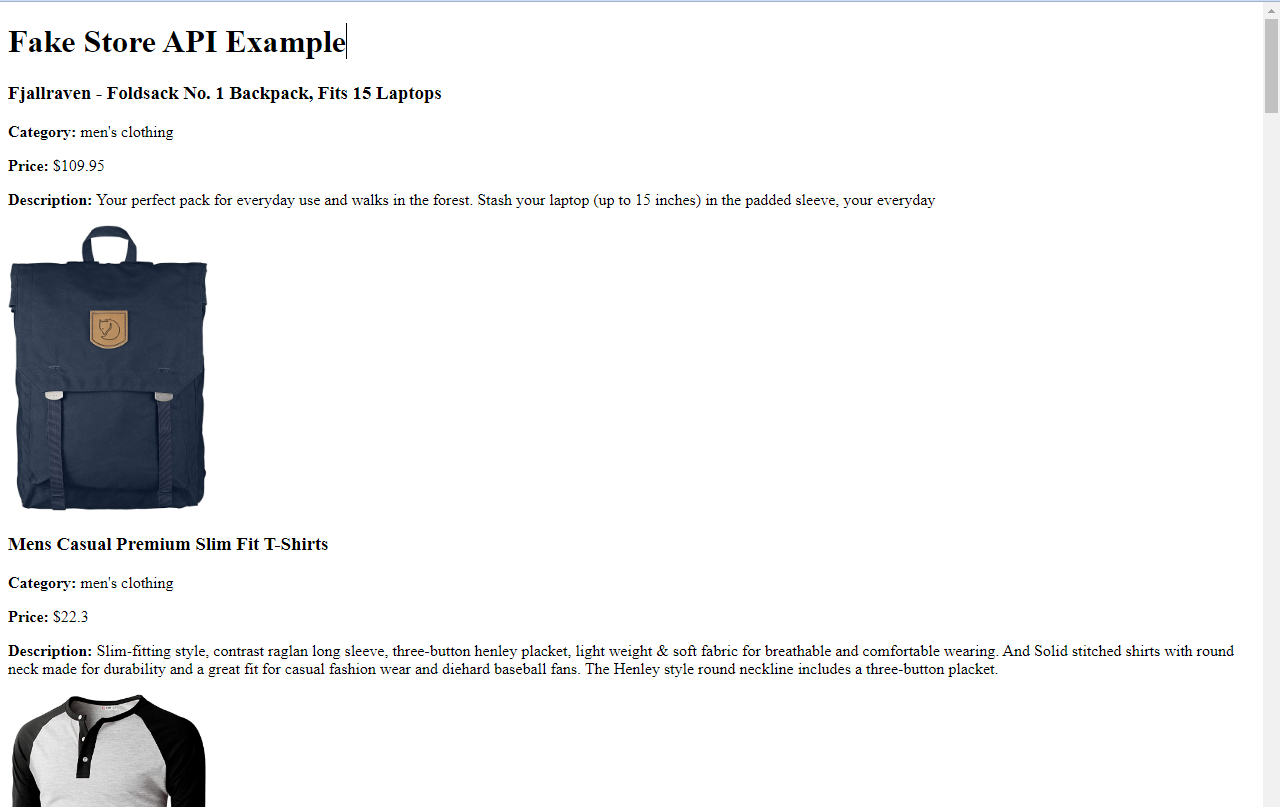 Fake Store API Example
Fjallraven - Foldsack No. 1 Backpack, Fits 15 Laptops
Category: men's clothing
Price: $109.95
Description: Your perfect pack for everyday use and walks in the forest. Stash your laptop (up to 15 inches) in the padded sleeve, your everyday
Mens Casual Premium Slim Fit T-Shirts
Category: men's clothing
Price: $22.3
Description: Slim-fitting style, contrast raglan long sleeve, three-button henley placket, light weight & soft fabric for breathable and comfortable wearing. And Solid stitched shirts with round
neck made for durability and a great fit for casual fashion wear and diehard baseball fans. The Henley style round neckline includes a three-button placket.